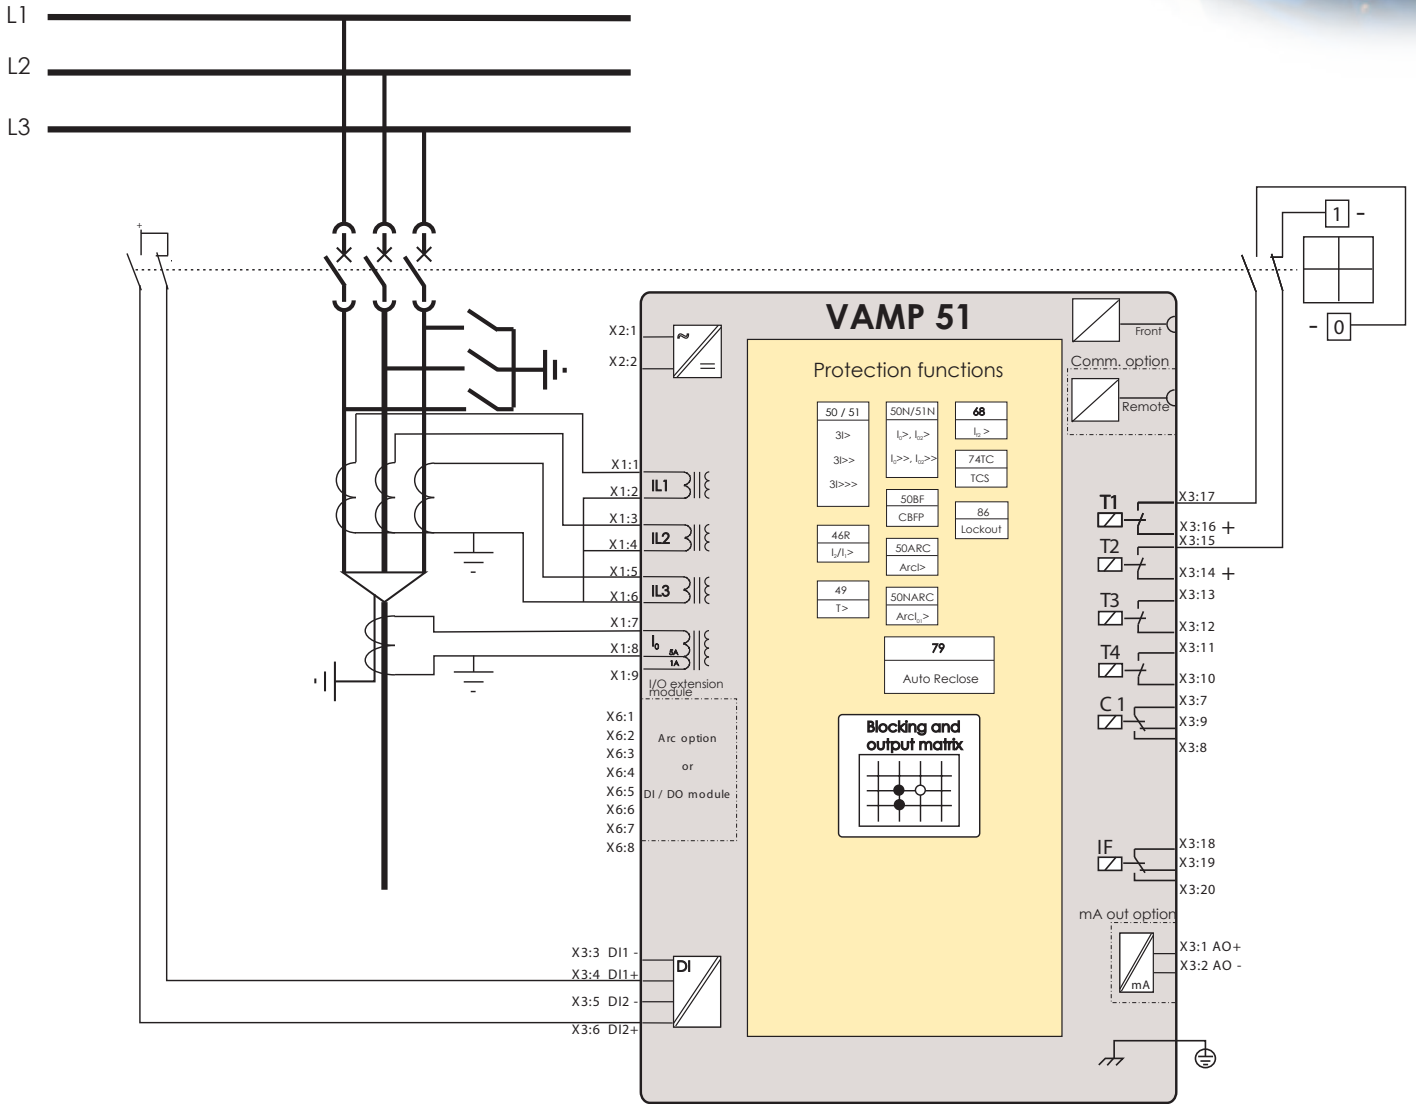 L1
L2
L3
+
1 -
- 0
VAMP 51
X2:1
X2:2
~
Front
Comm. option
Remote
Protection functions
50 / 51
3I>
3I>>
3I>>>
50N/51N
I₀>, I₀₂>
I₀>>, I₀₂>>
68
I >
74TC
TCS
50BF
CBFP
86
Lockout
46R
I₂/I₁>
50ARC
ArcI>
49
T>
50NARC
ArcI₀₁>
79
Auto Reclose
Blocking and
output matrix
X1:1
X1:2
IL1
X1:3
X1:4
IL2
X1:5
X1:6
IL3
X1:7
X1:8
X1:9
I₀
5A
1A
I/O extension
module
X6:1
X6:2
X6:3
X6:4
X6:5
X6:6
X6:7
X6:8
Arc option
or
DI / DO module
X3:3 DI1 -
X3:4 DI1+
X3:5 DI2 -
X3:6 DI2+
DI
T1
X3:17
X3:16 +
T2
X3:15
X3:14 +
T3
X3:13
X3:12
T4
X3:11
X3:10
C 1
X3:7
X3:9
X3:8
IF
X3:18
X3:19
X3:20
mA out option
mA
X3:1 AO+
X3:2 AO -